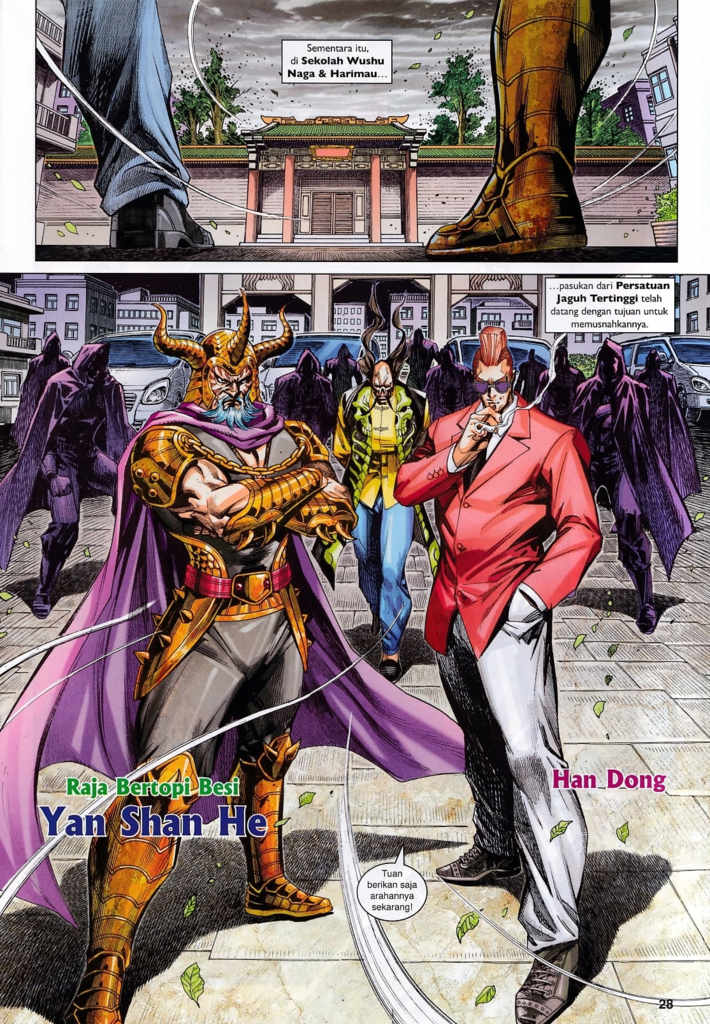 Sementara itu,
di Sekolah Wushu
Naga & Harimau...
...pasukan dari Persatuan
Jaguh Tertinggi telah
datang dengan tujuan untuk
memusnahkannya.
Raja Bertopi Besi
Yan Shan He
Han Dong
Tuan
berikan saja
arahannya
sekarang!
28